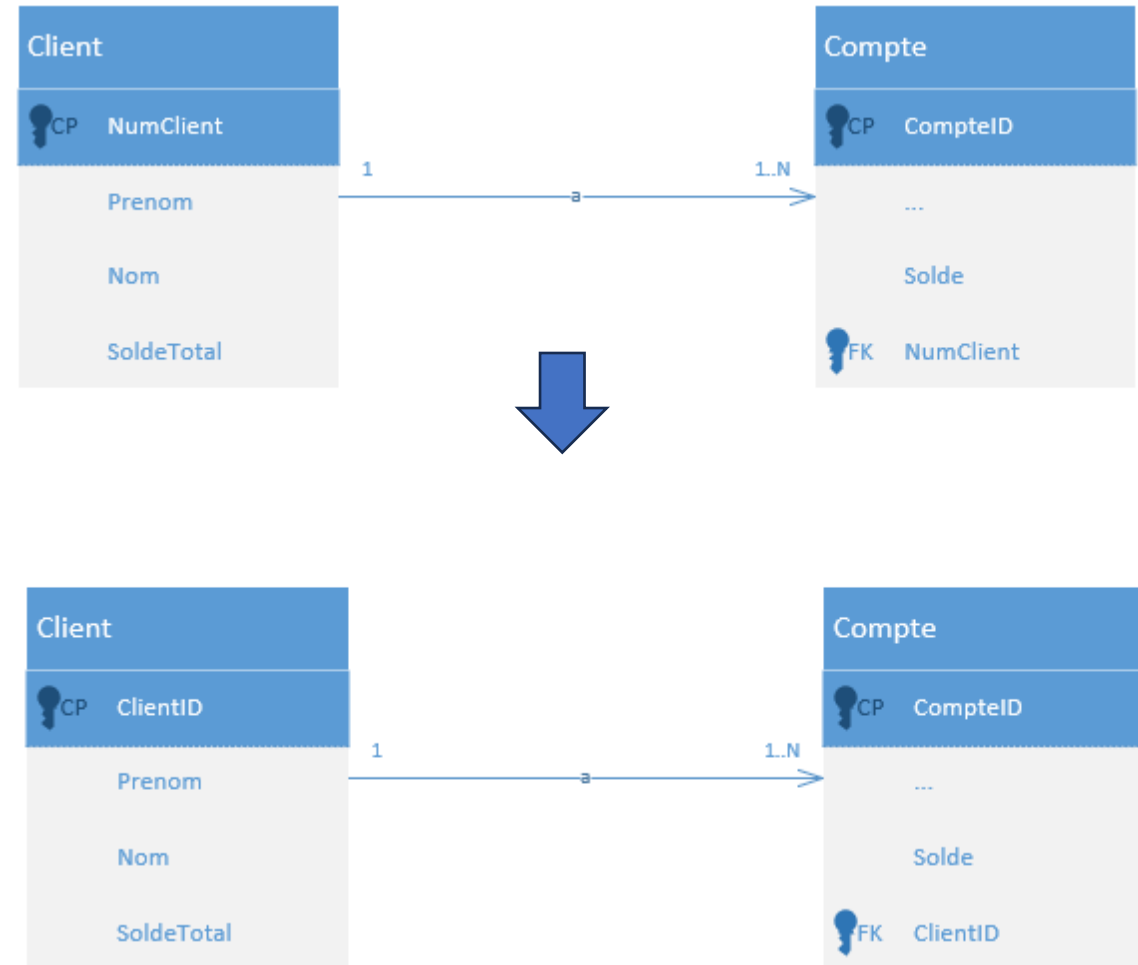 Client
Compte
CP NumClient
CP CompteID
1
1..N
Prenom
a
...
Nom
Solde
SoldeTotal
FK NumClient
Client
Compte
CP ClientID
CP CompteID
1
1..N
Prenom
a
...
Nom
Solde
SoldeTotal
FK ClientID